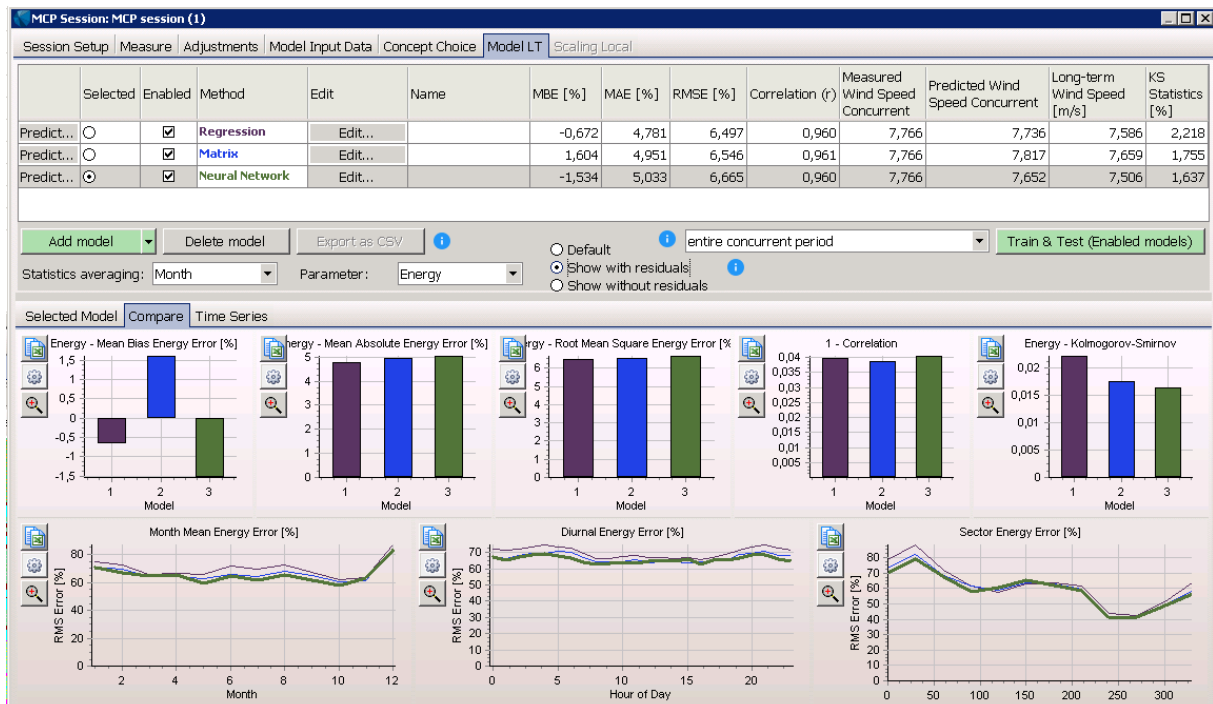 MCP Session: MCP session (1)
Session Setup Measure Adjustments Model Input Data Concept Choice Model LT Scaling Local
Selected Enabled Method Edit Name MBE [%] MAE [%] RMSE [%] Correlation (r) Measured Wind Speed Concurrent Predicted Wind Speed Concurrent Long-term Wind Speed [m/s] KS Statistics [%]
Predict... Regression Edit... -0,672 4,781 6,497 0,960 7,766 7,736 7,586 2,218
Predict... Matrix Edit... 1,604 4,951 6,546 0,961 7,766 7,817 7,659 1,755
Predict... Neural Network Edit... -1,534 5,033 6,665 0,960 7,766 7,652 7,506 1,637
Add model Delete model Export as CSV i Default i entire concurrent period Train & Test (Enabled models)
Statistics averaging: Month Parameter: Energy Show with residuals i
Show without residuals
Selected Model Compare Time Series
Energy - Mean Bias Energy Error [%]
1,5
1
0,5
0
-0,5
-1
-1,5
1 2 3
Model
nergy - Mean Absolute Energy Error [%]
5
4
3
2
1
0
1 2 3
Model
rgy - Root Mean Square Energy Error [%
6
5
4
3
2
1
0
1 2 3
Model
1 - Correlation
0,04
0,035
0,03
0,025
0,02
0,015
0,01
0,005
1 2 3
Model
Energy - Kolmogorov-Smirnov
0,02
0,015
0,01
0,005
1 2 3
Model
Month Mean Energy Error [%]
RMS Error [%]
80
60
40
20
0
2 4 6 8 10 12
Month
Diurnal Energy Error [%]
RMS Error [%]
70
60
50
40
30
20
10
0
0 5 10 15 20
Hour of Day
Sector Energy Error [%]
RMS Error [%]
80
70
60
50
40
30
20
10
0
0 50 100 150 200 250 300